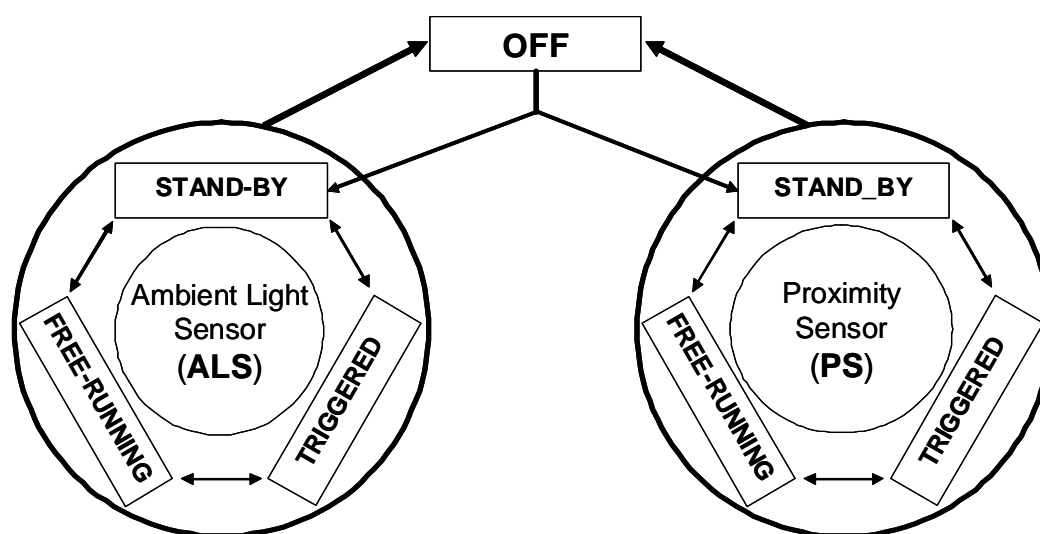 OFF
STAND-BY
Ambient Light
Sensor
(ALS)
FREE-RUNNING
TRIGGERED
STAND_BY
Proximity
Sensor
(PS)
FREE-RUNNING
TRIGGERED